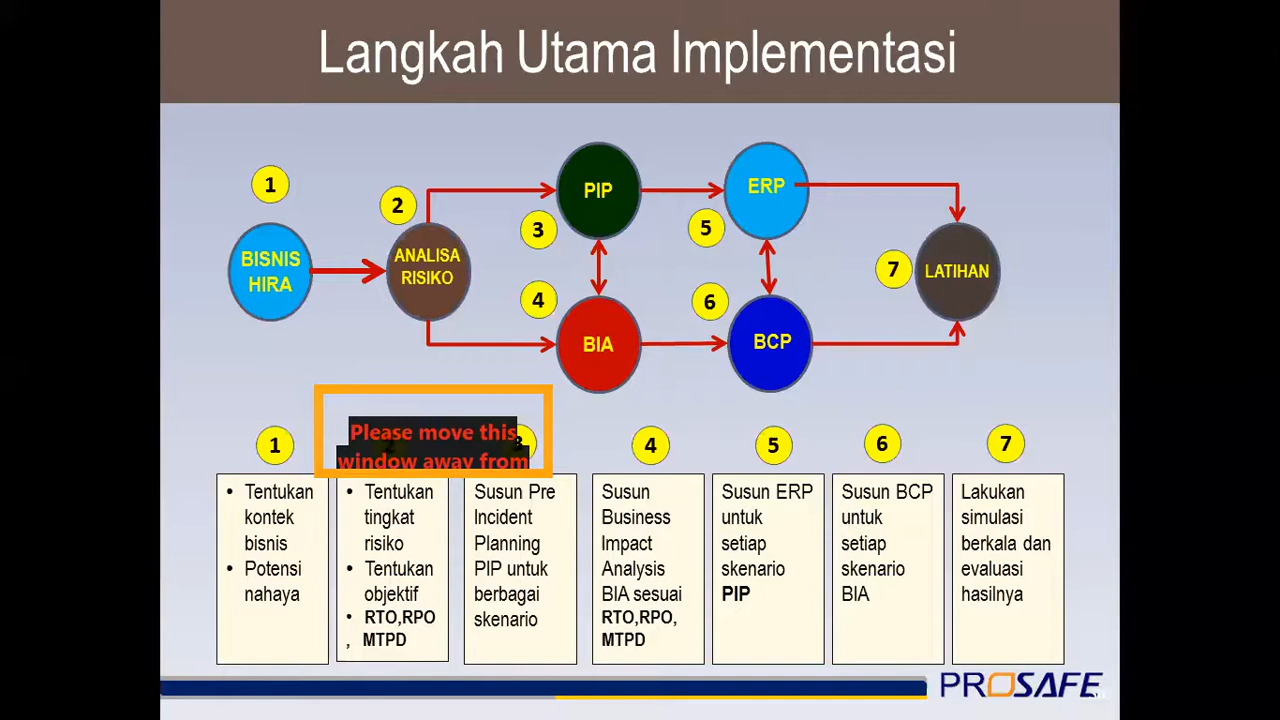 Langkah Utama Implementasi
1
BISNIS
HIRA
2
ANALISA
RISIKO
PIP
3
4
BIA
ERP
5
6
BCP
7
LATIHAN
Please move this
window away from
1
3
4
5
6
7
• Tentukan
kontek
bisnis
• Potensi
nahaya
• Tentukan
tingkat
risiko
• Tentukan
objektif
• RTO,RPO
, MTPD
Susun Pre
Incident
Planning
PIP untuk
berbagai
skenario
Susun
Business
Impact
Analysis
BIA sesuai
RTO,RPO,
MTPD
Susun ERP
untuk
setiap
skenario
PIP
Susun BCP
untuk
setiap
skenario
BIA
Lakukan
simulasi
berkala dan
evaluasi
hasilnya
PROSAFE